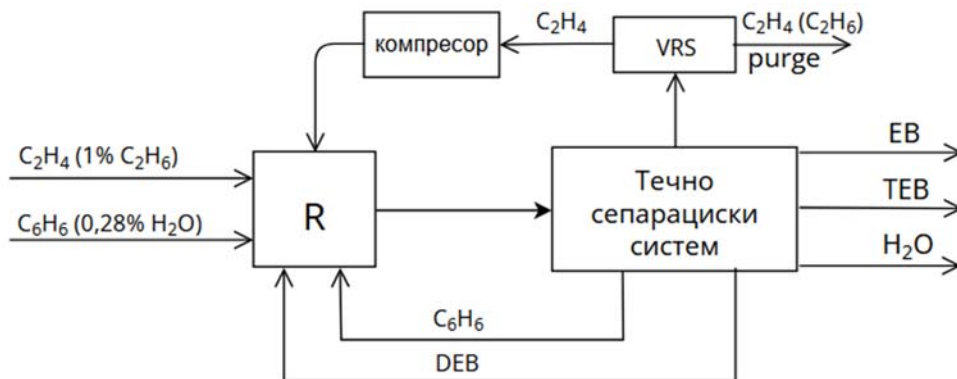 C₂H₄
C₂H₄ (C₂H₆)
компресор
VRS
purge
C₂H₄ (1% C₂H₆)
C₆H₆ (0,28% H₂O)
R
Течно
сепарациски
систем
EB
TEB
H₂O
C₆H₆
DEB